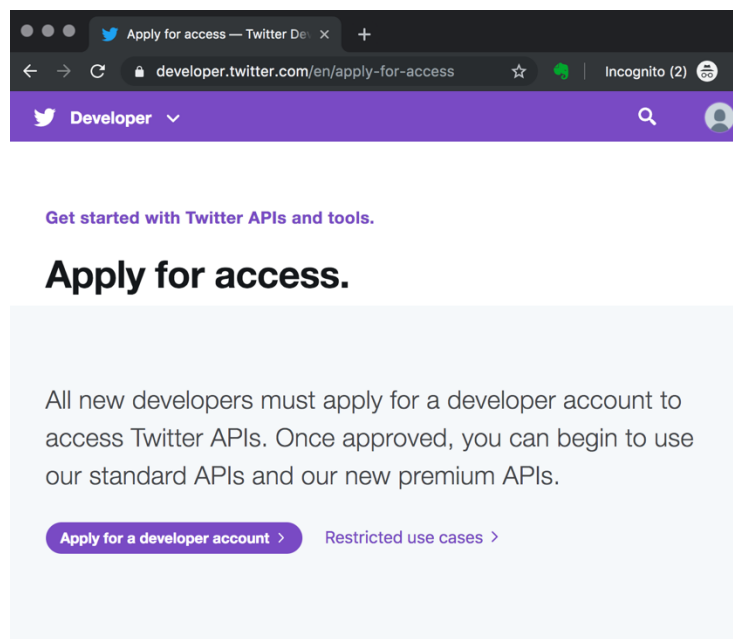 Apply for access — Twitter De
developer.twitter.com/en/apply-for-access
Incognito (2)
Developer
Get started with Twitter APIs and tools.
Apply for access.
All new developers must apply for a developer account to
access Twitter APIs. Once approved, you can begin to use
our standard APIs and our new premium APIs.
Apply for a developer account
Restricted use cases